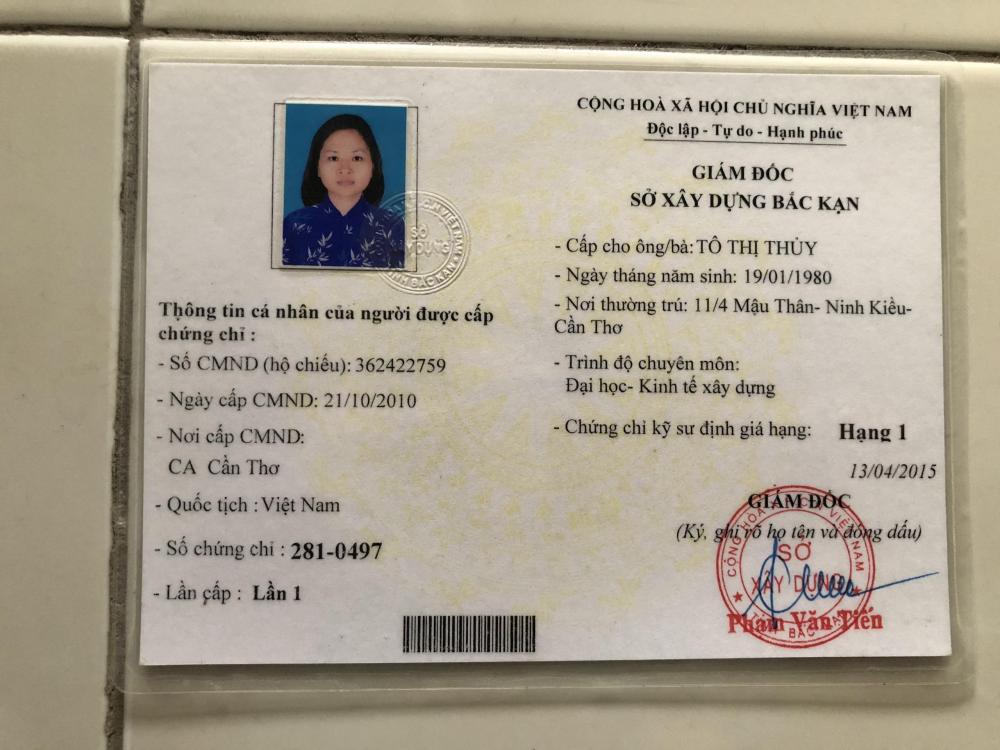 CỘNG HOÀ XÃ HỘI CHỦ NGHĨA VIỆT NAM
Độc lập - Tự do - Hạnh phúc
GIÁM ĐỐC
SỞ XÂY DỰNG BẮC KẠN
- Cấp cho ông/bà: TÔ THỊ THỦY
- Ngày tháng năm sinh: 19/01/1980
- Nơi thường trú: 11/4 Mậu Thân- Ninh Kiều-
Cần Thơ
- Trình độ chuyên môn:
Đại học- Kinh tế xây dựng
- Chứng chỉ kỹ sư định giá hạng: Hạng 1
13/04/2015
GIÁM ĐỐC
(Ký, ghi rõ họ tên và đóng dấu)
SỞ
XÂY DỰNG
Phạm Văn Tiến
Thông tin cá nhân của người được cấp
chứng chỉ :
- Số CMND (hộ chiếu): 362422759
- Ngày cấp CMND: 21/10/2010
- Nơi cấp CMND:
CA Cần Thơ
- Quốc tịch : Việt Nam
- Số chứng chỉ : 281-0497
- Lần cấp : Lần 1